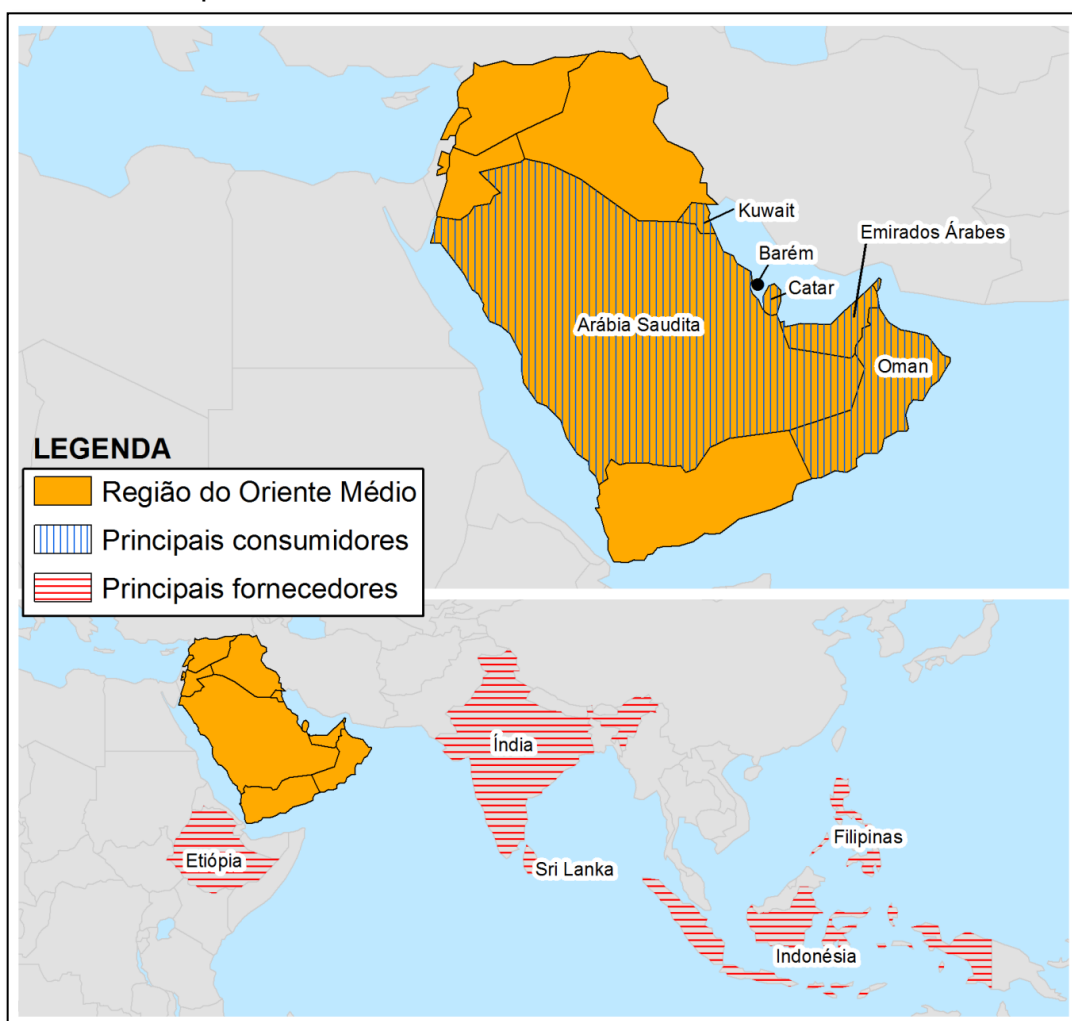 Kuwait
Emirados Árabes
Barém
Catar
Arábia Saudita
Oman
LEGENDA
Região do Oriente Médio
Principais consumidores
Principais fornecedores
Índia
Filipinas
Etiópia
Sri Lanka
Indonésia